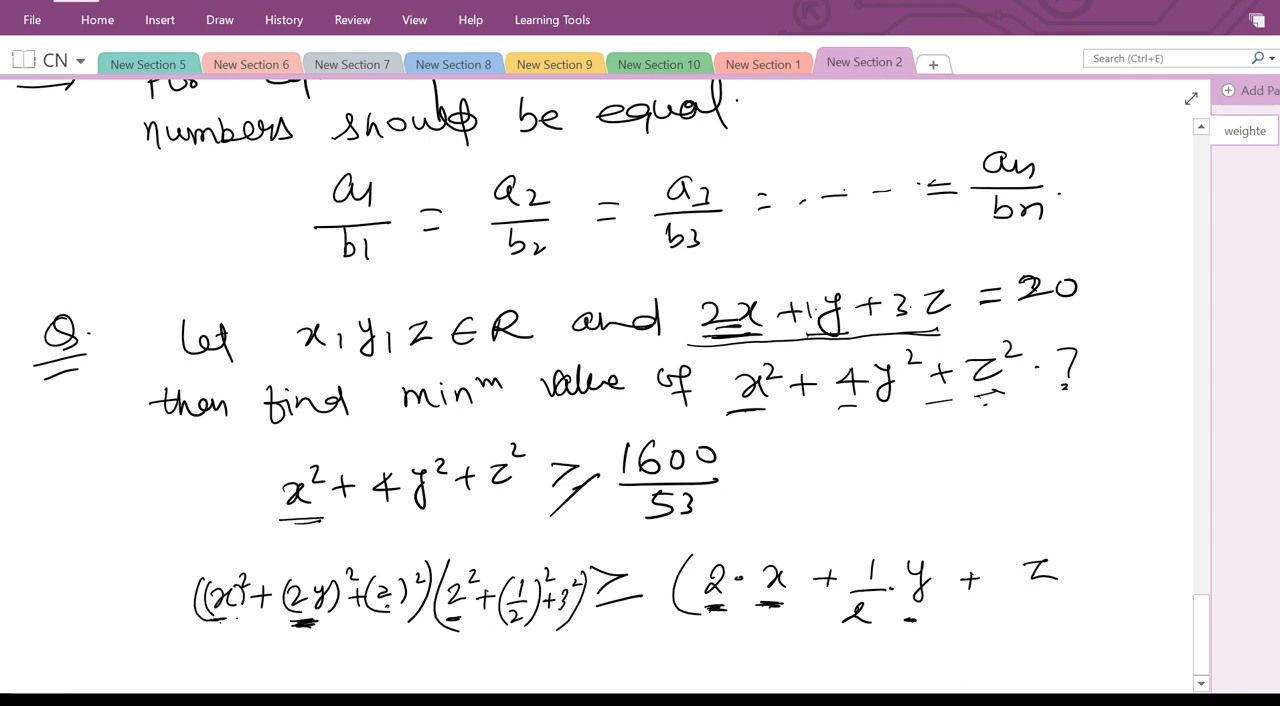 File Home Insert Draw History Review View Help Learning Tools
CN New Section 5 New Section 6 New Section 7 New Section 8 New Section 9 New Section 10 New Section 1 New Section 2 + Search (Ctrl+E)
+ Add Pa
weighte
numbers should be equal.
a1/b1 = a2/b2 = a3/b3 = . - - - = an/bn.
Q. Let x, y, z ∈ R and 2x + 1.y + 3.z = 20
then find minᵐ value of x² + 4y² + z² . ?
x² + 4y² + z² ≥ 1600/53
((x)² + (2y)² + (z)²)(2² + (1/2)² + 3²) ≥ (2 · x + 1/2 · y + z